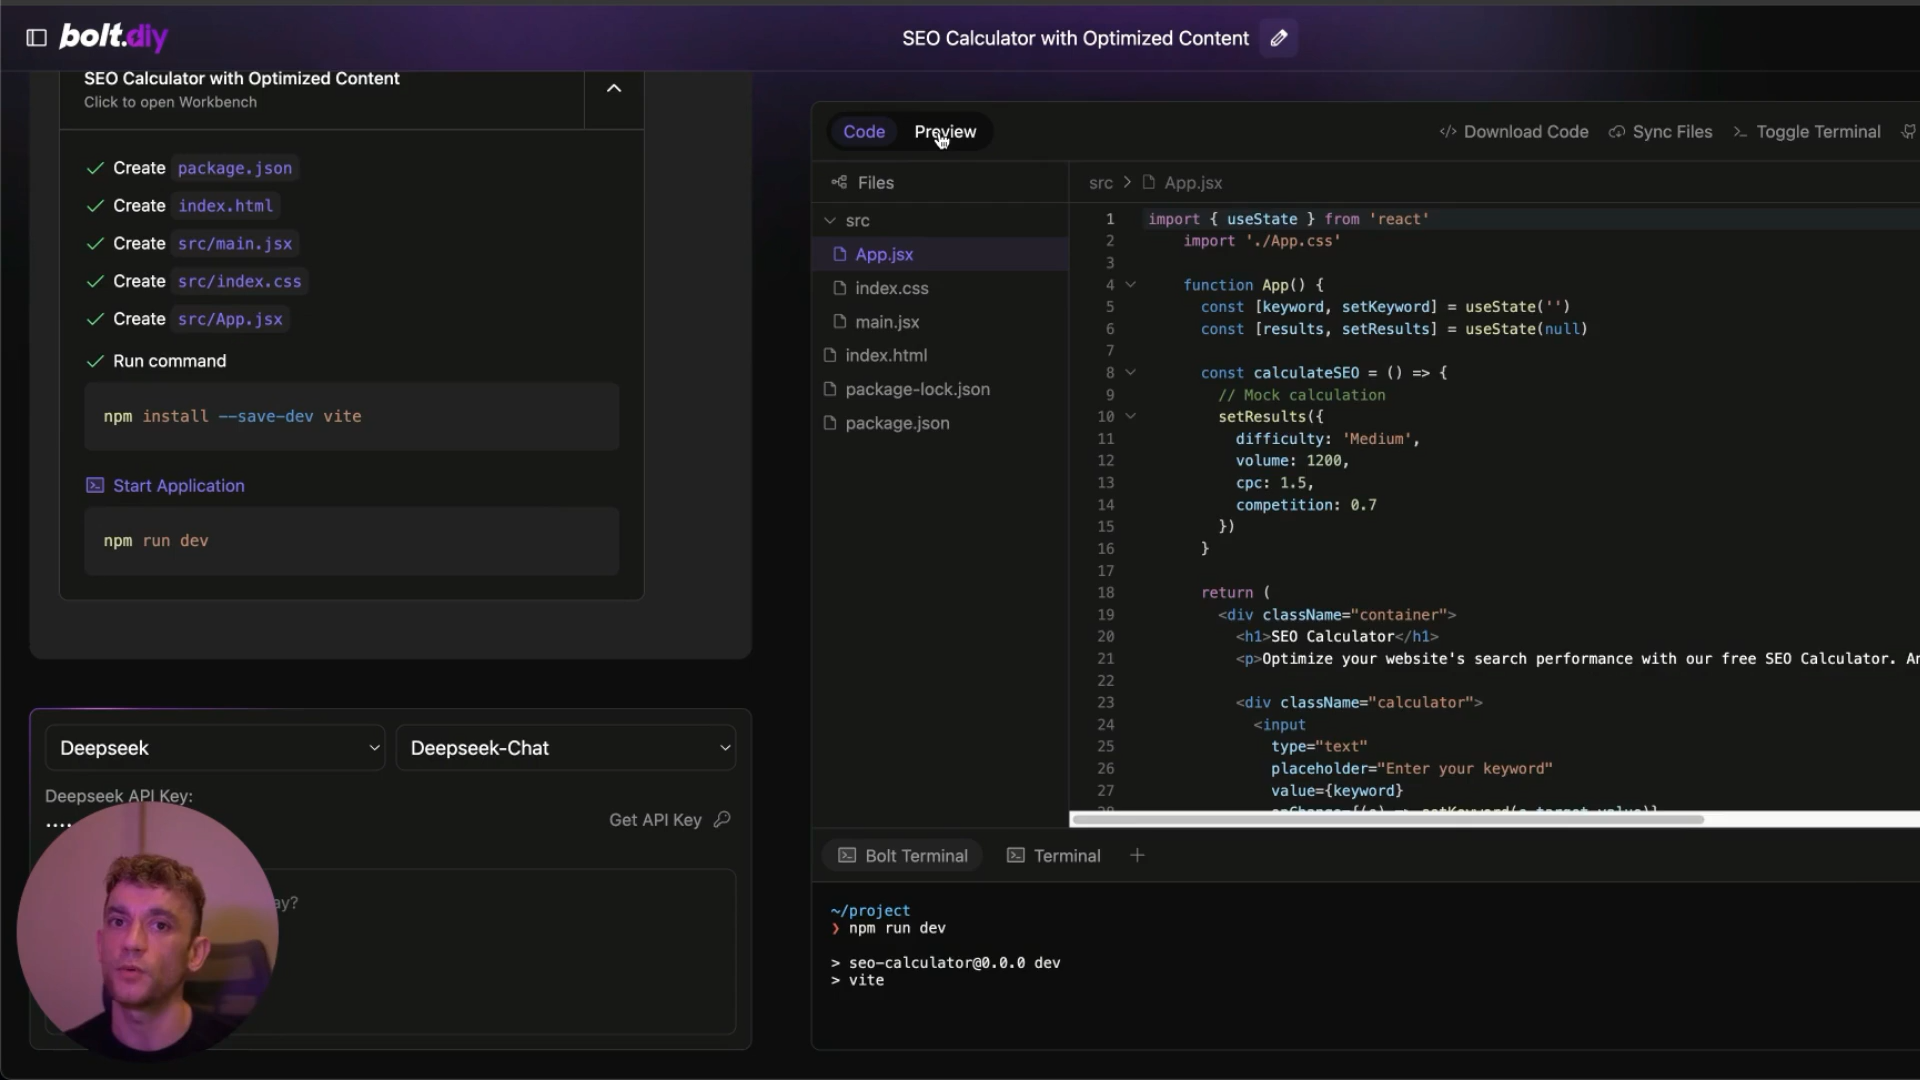 bolt.diy
SEO Calculator with Optimized Content
SEO Calculator with Optimized Content
Click to open Workbench
Create package.json
Create index.html
Create src/main.jsx
Create src/index.css
Create src/App.jsx
Run command
npm install --save-dev vite
Start Application
npm run dev
Deepseek
Deepseek-Chat
Deepseek API Key:
....
Get API Key
Code
Preview
Download Code
Sync Files
Toggle Terminal
Files
src
App.jsx
index.css
main.jsx
index.html
package-lock.json
package.json
src > App.jsx
1 import { useState } from 'react'
2 import './App.css'
3
4 function App() {
5 const [keyword, setKeyword] = useState('')
6 const [results, setResults] = useState(null)
7
8 const calculateSEO = () => {
9 // Mock calculation
10 setResults({
11 difficulty: 'Medium',
12 volume: 1200,
13 cpc: 1.5,
14 competition: 0.7
15 })
16 }
17
18 return (
19 <div className="container">
20 <h1>SEO Calculator</h1>
21 <p>Optimize your website's search performance with our free SEO Calculator.
22
23 <div className="calculator">
24 <input
25 type="text"
26 placeholder="Enter your keyword"
27 value={keyword}
Bolt Terminal
Terminal
~/project
❯ npm run dev
> seo-calculator@0.0.0 dev
> vite